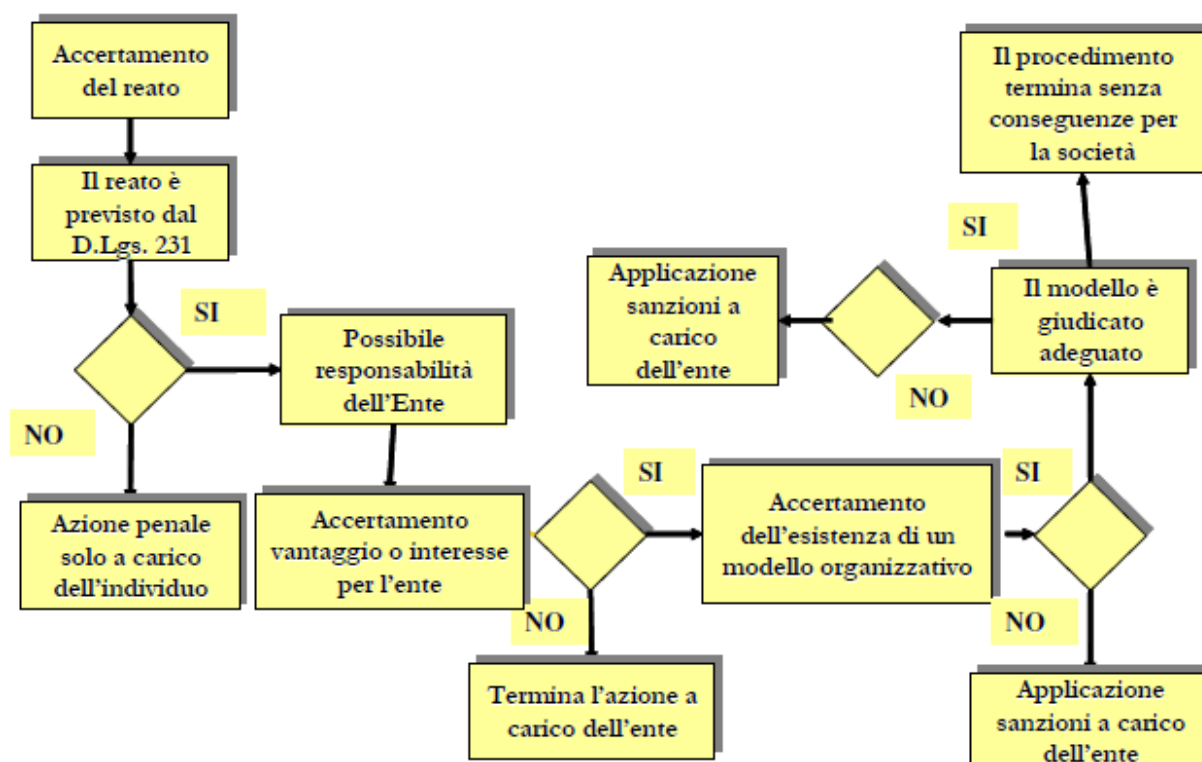 Accertamento
del reato
Il reato è
previsto dal
D.Lgs. 231
SI
NO
Azione penale
solo a carico
dell'individuo
Possibile
responsabilità
dell'Ente
Accertamento
vantaggio o interesse
per l'ente
SI
NO
Termina l'azione a
carico dell'ente
Accertamento
dell'esistenza di un
modello organizzativo
SI
NO
Applicazione
sanzioni a carico
dell'ente
Il modello è
giudicato
adeguato
SI
NO
Il procedimento
termina senza
conseguenze per
la società
Applicazione
sanzioni a
carico
dell'ente